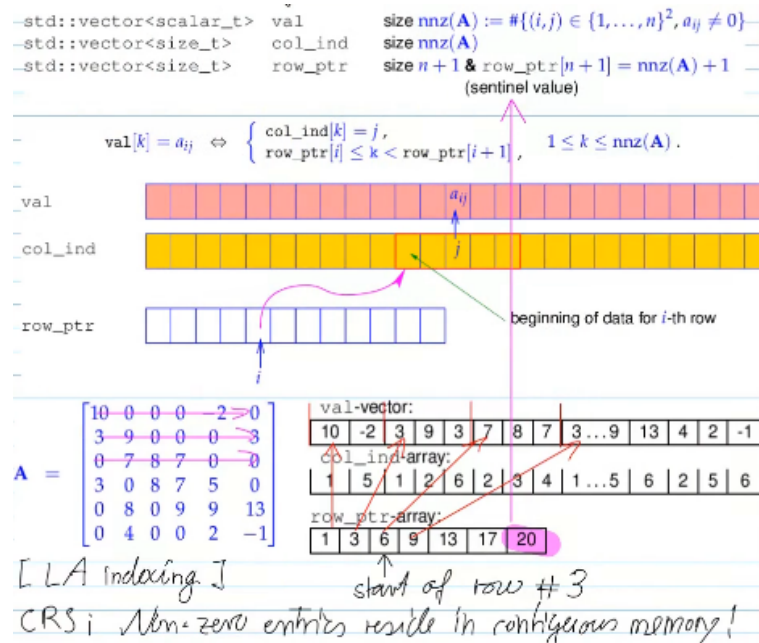 std::vector<scalar_t> val size nnz(A) := #{(i, j) ∈ {1,...,n}², aᵢⱼ ≠ 0}
std::vector<size_t> col_ind size nnz(A)
std::vector<size_t> row_ptr size n + 1 & row_ptr[n + 1] = nnz(A) + 1
(sentinel value)
val[k] = aᵢⱼ ⇔ { col_ind[k] = j ,
row_ptr[i] ≤ k < row_ptr[i + 1] , 1 ≤ k ≤ nnz(A) .
val aᵢⱼ
col_ind j
beginning of data for i-th row
row_ptr
i
A =
10 0 0 0 -2 0
3 9 0 0 0 3
0 7 8 7 0 0
3 0 8 7 5 0
0 8 0 9 9 13
0 4 0 0 2 -1
val-vector:
10 -2 3 9 3 7 8 7 3...9 13 4 2 -1
col_ind-array:
1 5 1 2 6 2 3 4 1...5 6 2 5 6
row_ptr-array:
1 3 6 9 13 17 20
[LA indexing]
start of row #3
CRS: Non-zero entries reside in contiguous memory!